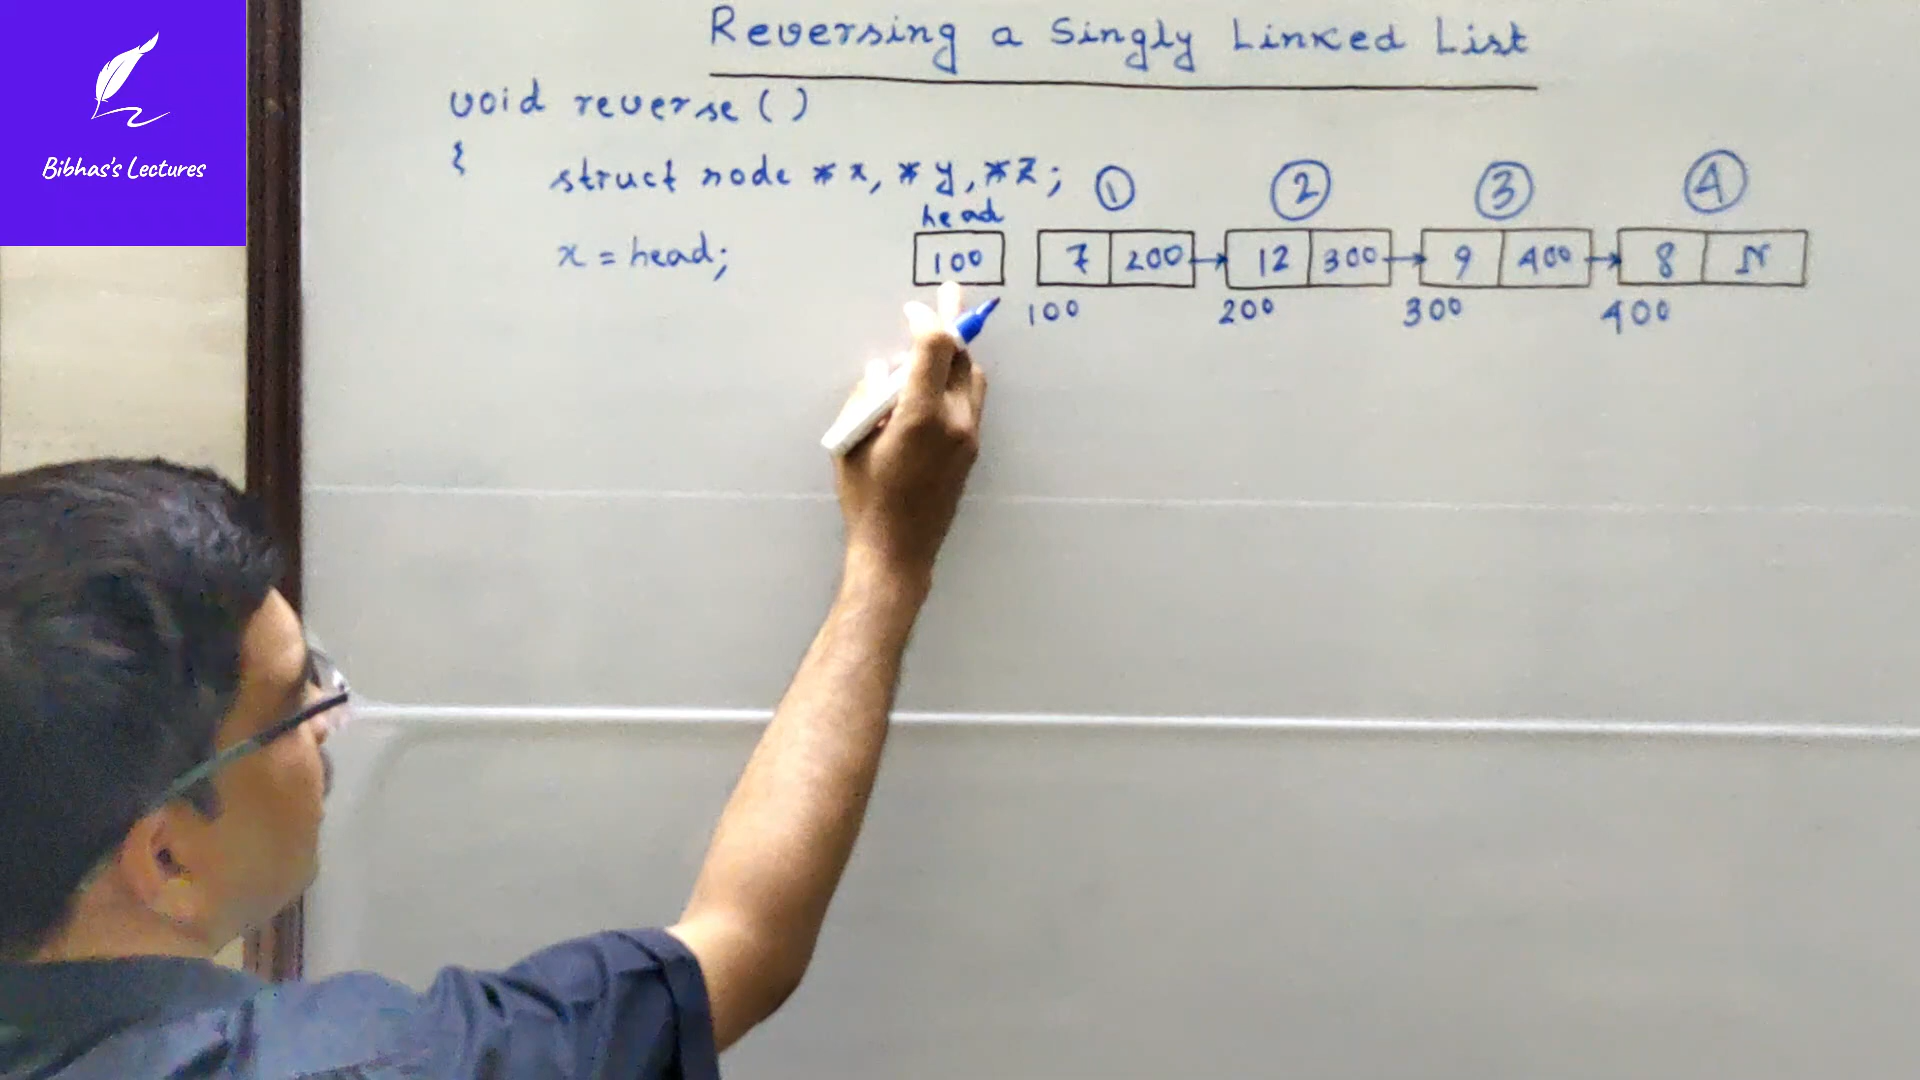 Bibhas's Lectures
Reversing a Singly Linked List
void reverse()
{
struct node *x, *y, *z;
1 2 3 4
head
x = head;
100 7 200 12 300 9 400 8 N
100 200 300 400